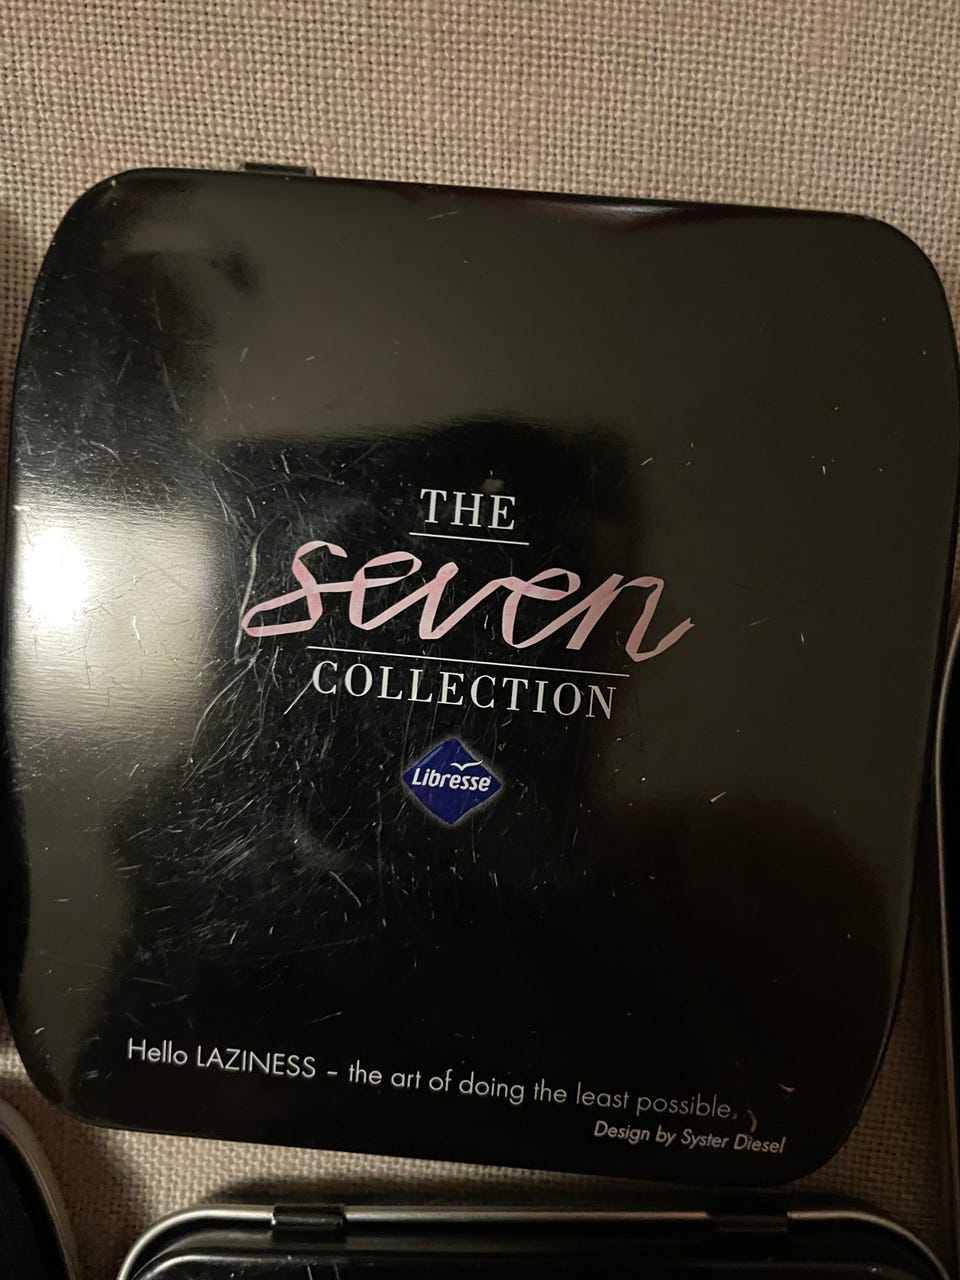 THE
seven
COLLECTION
Libresse
Hello LAZINESS – the art of doing the least possible.
Design by Syster Diesel